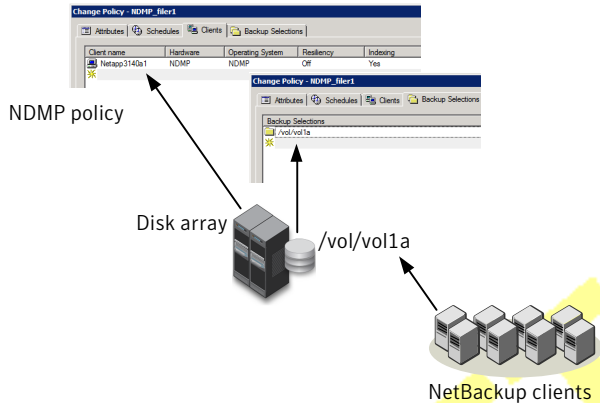 Change Policy - NDMP_filer1
Attributes Schedules Clients Backup Selections
Client name Hardware Operating System Resiliency Indexing
Netapp3140a1 NDMP NDMP Off Yes
Change Policy - NDMP_filer1
Attributes Schedules Clients Backup Selections
Backup Selections
/vol/vol1a
NDMP policy
Disk array
/vol/vol1a
NetBackup clients